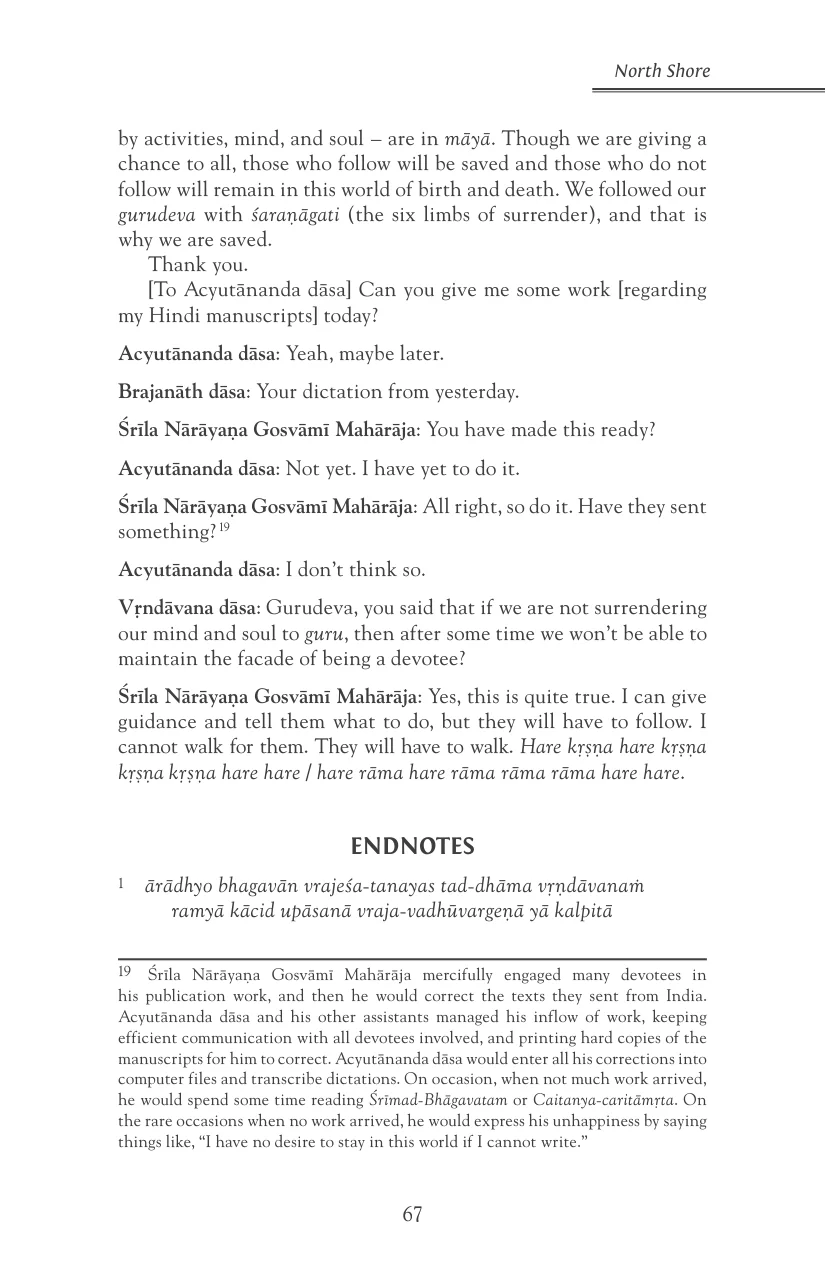 North Shore
by activities, mind, and soul – are in māyā. Though we are giving a
chance to all, those who follow will be saved and those who do not
follow will remain in this world of birth and death. We followed our
gurudeva with śaraṇāgati (the six limbs of surrender), and that is
why we are saved.
Thank you.
[To Acyutānanda dāsa] Can you give me some work [regarding
my Hindi manuscripts] today?
Acyutānanda dāsa: Yeah, maybe later.
Brajanāth dāsa: Your dictation from yesterday.
Śrīla Nārāyaṇa Gosvāmī Mahārāja: You have made this ready?
Acyutānanda dāsa: Not yet. I have yet to do it.
Śrīla Nārāyaṇa Gosvāmī Mahārāja: All right, so do it. Have they sent
something? 19
Acyutānanda dāsa: I don’t think so.
Vṛndāvana dāsa: Gurudeva, you said that if we are not surrendering
our mind and soul to guru, then after some time we won’t be able to
maintain the facade of being a devotee?
Śrīla Nārāyaṇa Gosvāmī Mahārāja: Yes, this is quite true. I can give
guidance and tell them what to do, but they will have to follow. I
cannot walk for them. They will have to walk. Hare kṛṣṇa hare kṛṣṇa
kṛṣṇa kṛṣṇa hare hare / hare rāma hare rāma rāma rāma hare hare.
ENDNOTES
1 ārādhyo bhagavān vrajeśa-tanayas tad-dhāma vṛṇdāvanaṁ
ramyā kācid upāsanā vraja-vadhūvargeṇā yā kalpitā
19 Śrīla Nārāyaṇa Gosvāmī Mahārāja mercifully engaged many devotees in
his publication work, and then he would correct the texts they sent from India.
Acyutānanda dāsa and his other assistants managed his inflow of work, keeping
efficient communication with all devotees involved, and printing hard copies of the
manuscripts for him to correct. Acyutānanda dāsa would enter all his corrections into
computer files and transcribe dictations. On occasion, when not much work arrived,
he would spend some time reading Śrīmad-Bhāgavatam or Caitanya-caritāmṛta. On
the rare occasions when no work arrived, he would express his unhappiness by saying
things like, “I have no desire to stay in this world if I cannot write.”
67